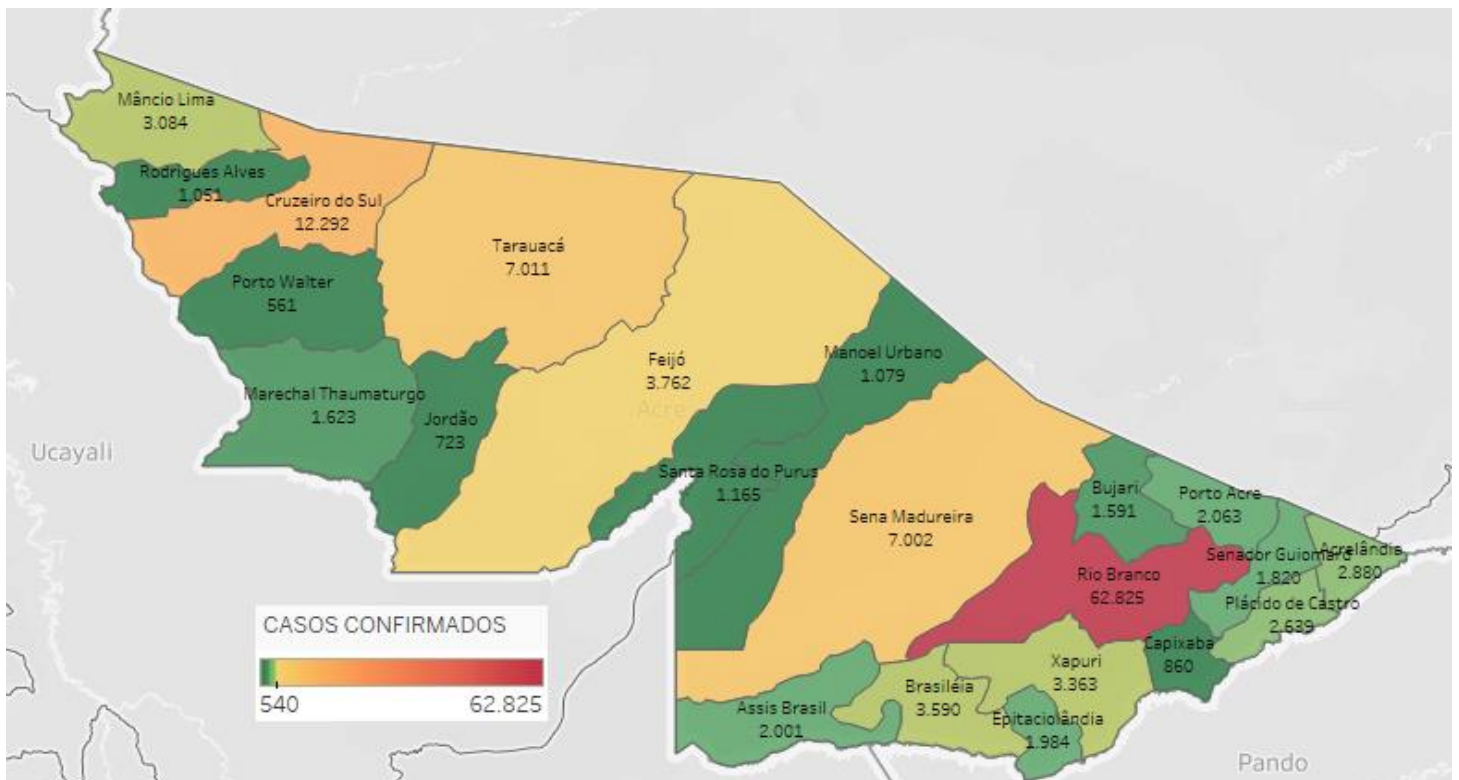 Mâncio Lima
3.084
Rodrigues Alves
1.051
Cruzeiro do Sul
12.292
Tarauacá
7.011
Porto Walter
561
Feijó
3.762
Acre
Manoel Urbano
1.079
Marechal Thaumaturgo
1.623
Jordão
723
Ucayali
Santa Rosa do Purus
1.165
Sena Madureira
7.002
Bujari
1.591
Porto Acre
2.063
Senador Guiomard
1.820
Acrelândia
2.880
Rio Branco
62.825
Plácido de Castro
2.639
Capixaba
860
Xapuri
3.363
Brasiléia
3.590
Assis Brasil
2.001
Epitaciolândia
1.984
Pando
CASOS CONFIRMADOS
540 62.825